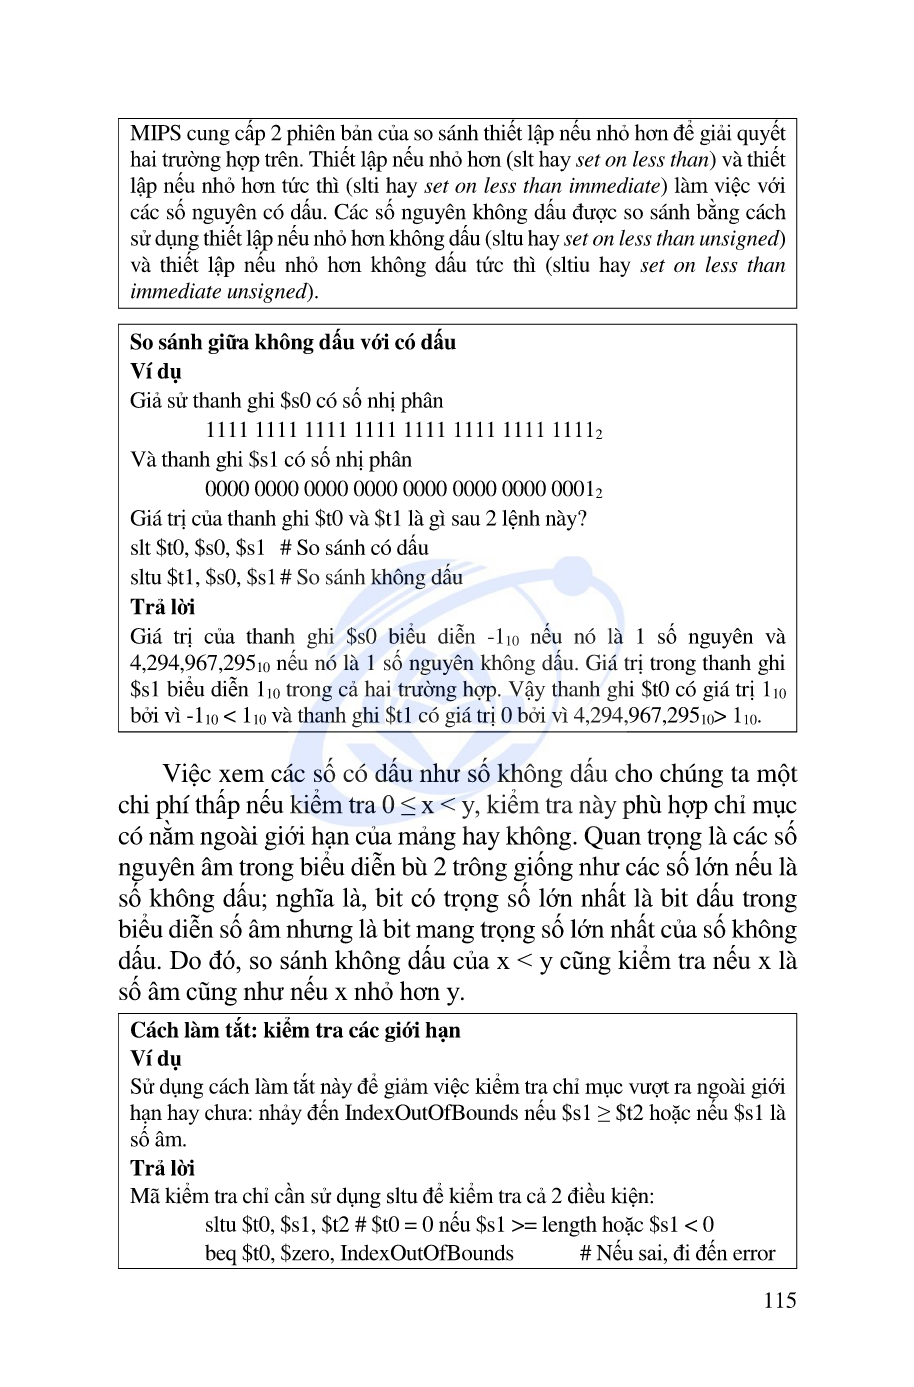 MIPS cung cấp 2 phiên bản của so sánh thiết lập nếu nhỏ hơn để giải quyết
hai trường hợp trên. Thiết lập nếu nhỏ hơn (slt hay set on less than) và thiết
lập nếu nhỏ hơn tức thì (slti hay set on less than immediate) làm việc với
các số nguyên có dấu. Các số nguyên không dấu được so sánh bằng cách
sử dụng thiết lập nếu nhỏ hơn không dấu (sltu hay set on less than unsigned)
và thiết lập nếu nhỏ hơn không dấu tức thì (sltiu hay set on less than
immediate unsigned).
So sánh giữa không dấu với có dấu
Ví dụ
Giả sử thanh ghi $s0 có số nhị phân
1111 1111 1111 1111 1111 1111 1111 1111₂
Và thanh ghi $s1 có số nhị phân
0000 0000 0000 0000 0000 0000 0000 0001₂
Giá trị của thanh ghi $t0 và $t1 là gì sau 2 lệnh này?
slt $t0, $s0, $s1 # So sánh có dấu
sltu $t1, $s0, $s1 # So sánh không dấu
Trả lời
Giá trị của thanh ghi $s0 biểu diễn -1₁₀ nếu nó là 1 số nguyên và
4,294,967,295₁₀ nếu nó là 1 số nguyên không dấu. Giá trị trong thanh ghi
$s1 biểu diễn 1₁₀ trong cả hai trường hợp. Vậy thanh ghi $t0 có giá trị 1₁₀
bởi vì -1₁₀ < 1₁₀ và thanh ghi $t1 có giá trị 0 bởi vì 4,294,967,295₁₀> 1₁₀.
Việc xem các số có dấu như số không dấu cho chúng ta một
chi phí thấp nếu kiểm tra 0 ≤ x < y, kiểm tra này phù hợp chỉ mục
có nằm ngoài giới hạn của mảng hay không. Quan trọng là các số
nguyên âm trong biểu diễn bù 2 trông giống như các số lớn nếu là
số không dấu; nghĩa là, bit có trọng số lớn nhất là bit dấu trong
biểu diễn số âm nhưng là bit mang trọng số lớn nhất của số không
dấu. Do đó, so sánh không dấu của x < y cũng kiểm tra nếu x là
số âm cũng như nếu x nhỏ hơn y.
Cách làm tắt: kiểm tra các giới hạn
Ví dụ
Sử dụng cách làm tắt này để giảm việc kiểm tra chỉ mục vượt ra ngoài giới
hạn hay chưa: nhảy đến IndexOutOfBounds nếu $s1 ≥ $t2 hoặc nếu $s1 là
số âm.
Trả lời
Mã kiểm tra chỉ cần sử dụng sltu để kiểm tra cả 2 điều kiện:
sltu $t0, $s1, $t2 # $t0 = 0 nếu $s1 >= length hoặc $s1 < 0
beq $t0, $zero, IndexOutOfBounds # Nếu sai, đi đến error
115